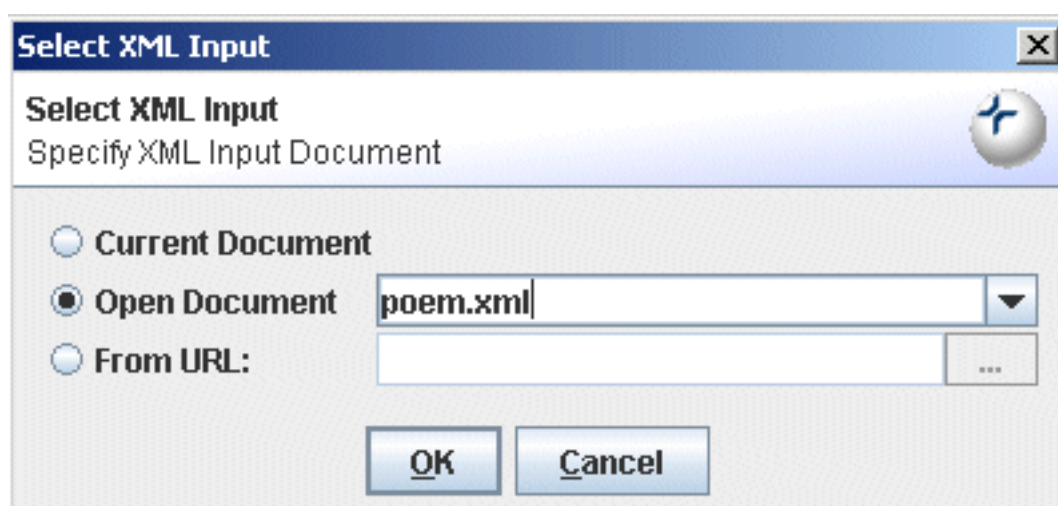 Select XML Input
Select XML Input
Specify XML Input Document
Current Document
Open Document poem.xml
From URL: ...
OK Cancel